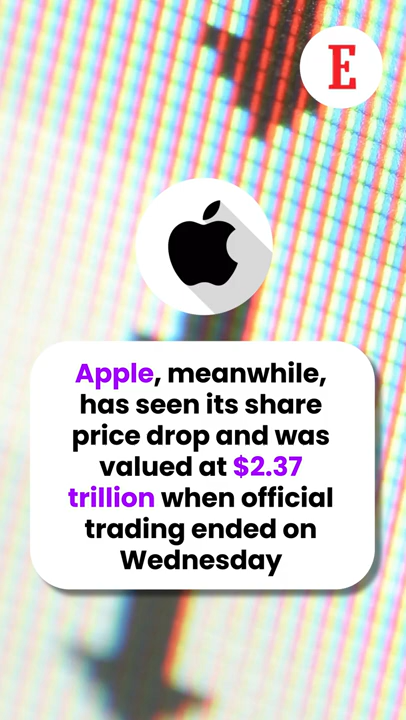 E
Apple, meanwhile,
has seen its share
price drop and was
valued at $2.37
trillion when official
trading ended on
Wednesday